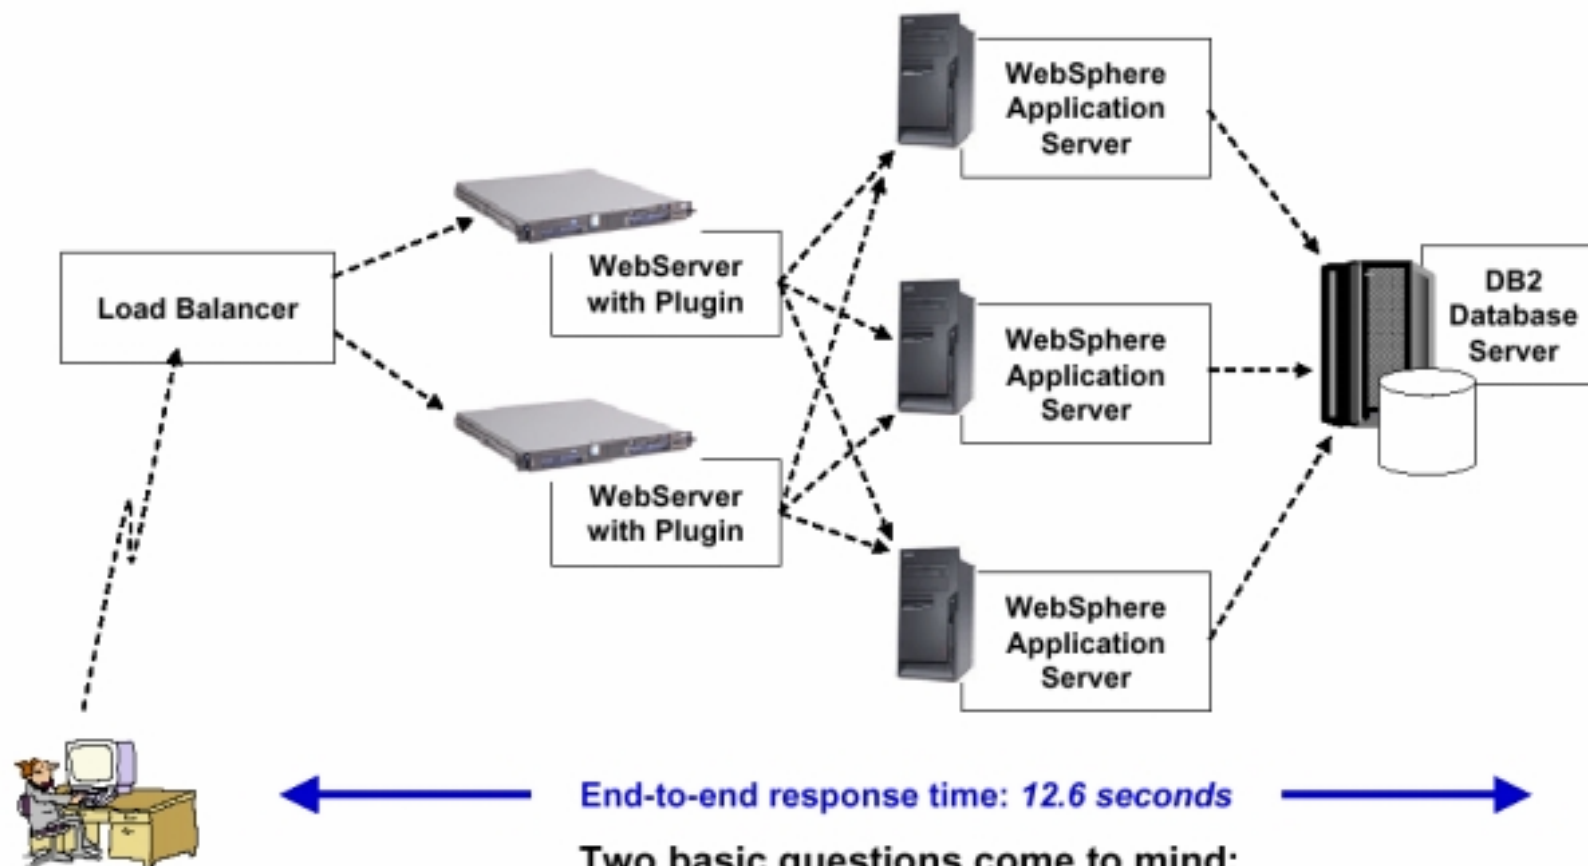 WebSphere
Application
Server
WebServer
with Plugin
Load Balancer
WebSphere
Application
Server
DB2
Database
Server
WebServer
with Plugin
WebSphere
Application
Server
End-to-end response time: 12.6 seconds
Two basic questions come to mind: